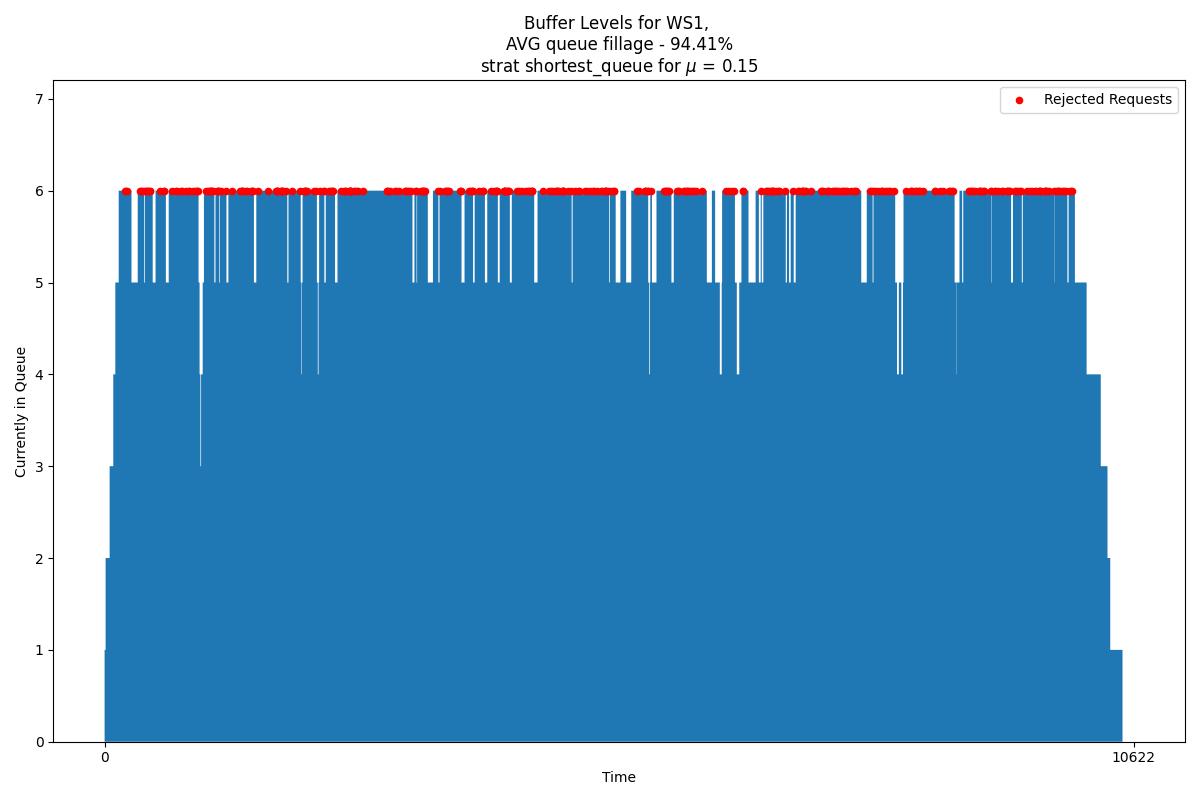 Buffer Levels for WS1,
AVG queue fillage - 94.41%
strat shortest_queue for μ = 0.15
Rejected Requests
Currently in Queue
7
6
5
4
3
2
1
0
0
10622
Time